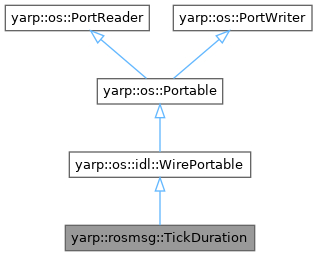 yarp::os::PortReader
yarp::os::PortWriter
yarp::os::Portable
yarp::os::idl::WirePortable
yarp::rosmsg::TickDuration